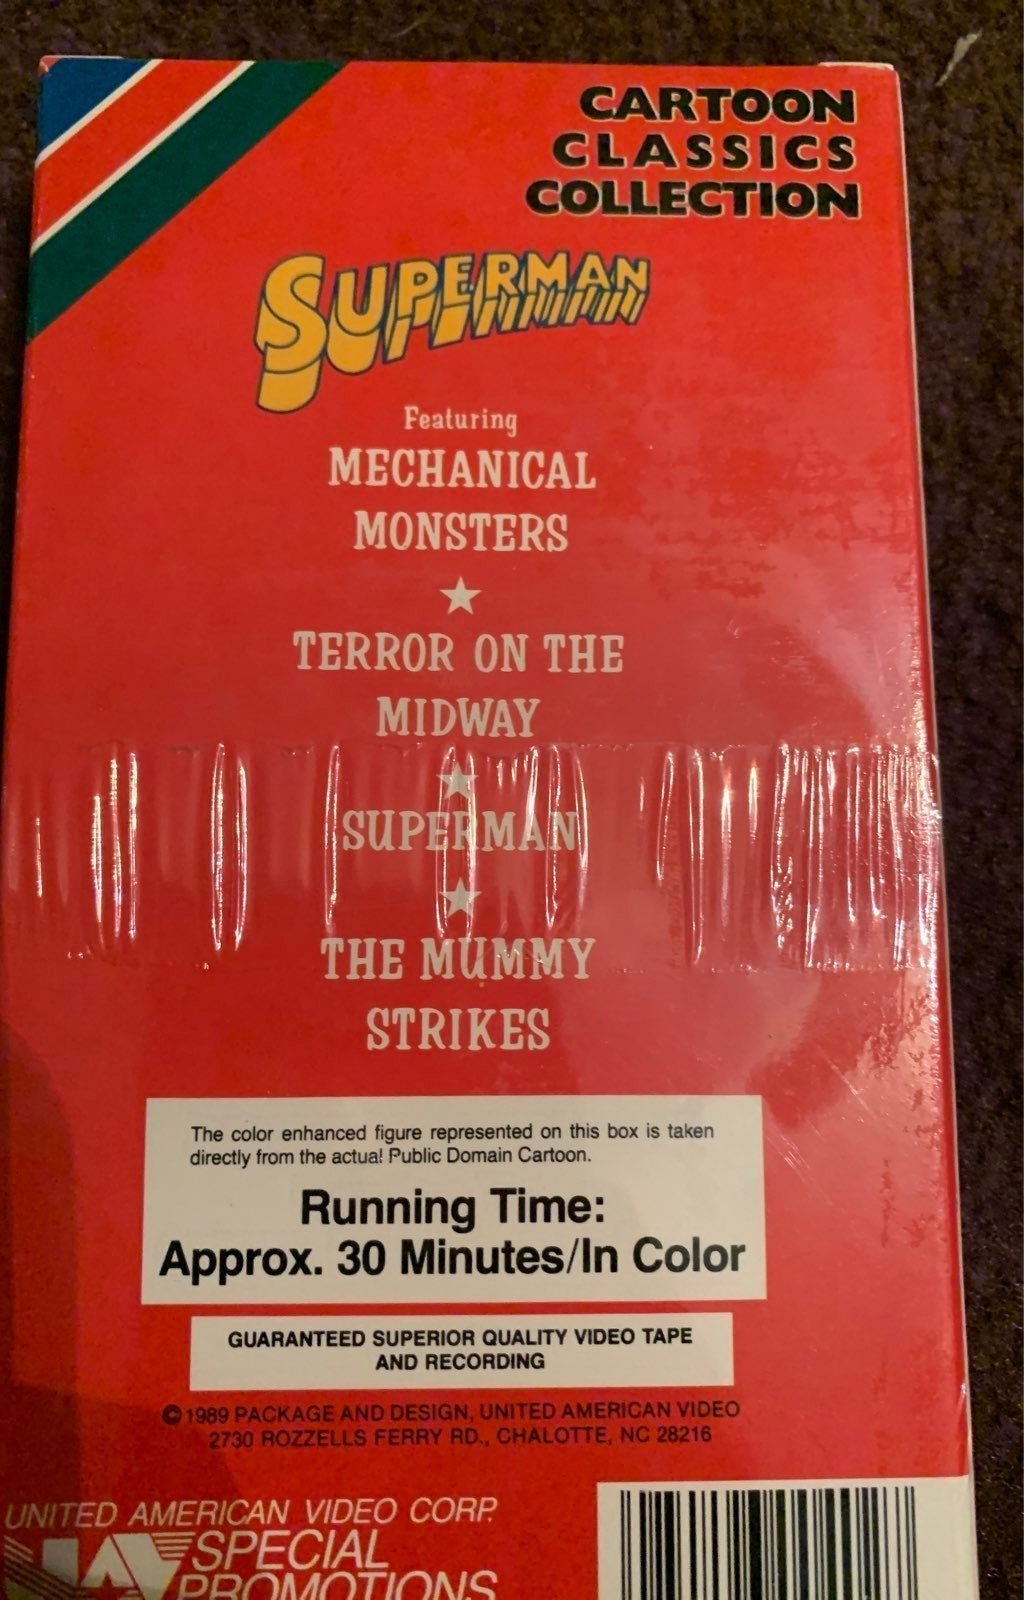 CARTOON
CLASSICS
COLLECTION
SUPERMAN
Featuring
MECHANICAL
MONSTERS
TERROR ON THE
MIDWAY
SUPERMAN
THE MUMMY
STRIKES
The color enhanced figure represented on this box is taken
directly from the actual Public Domain Cartoon.
Running Time:
Approx. 30 Minutes/In Color
GUARANTEED SUPERIOR QUALITY VIDEO TAPE
AND RECORDING
©1989 PACKAGE AND DESIGN, UNITED AMERICAN VIDEO
2730 ROZZELLS FERRY RD., CHALOTTE, NC 28216
UNITED AMERICAN VIDEO CORP.
UAV SPECIAL
PROMOTIONS